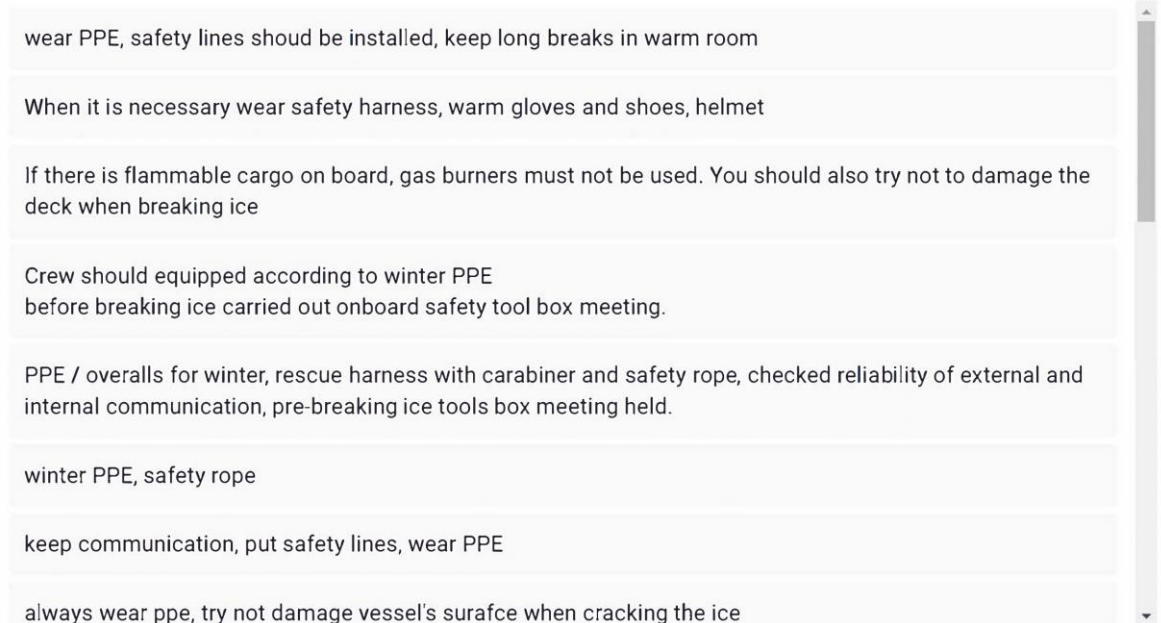 wear PPE, safety lines shoud be installed, keep long breaks in warm room
When it is necessary wear safety harness, warm gloves and shoes, helmet
If there is flammable cargo on board, gas burners must not be used. You should also try not to damage the
deck when breaking ice
Crew should equipped according to winter PPE
before breaking ice carried out onboard safety tool box meeting.
PPE / overalls for winter, rescue harness with carabiner and safety rope, checked reliability of external and
internal communication, pre-breaking ice tools box meeting held.
winter PPE, safety rope
keep communication, put safety lines, wear PPE
always wear ppe, try not damage vessel's surafce when cracking the ice